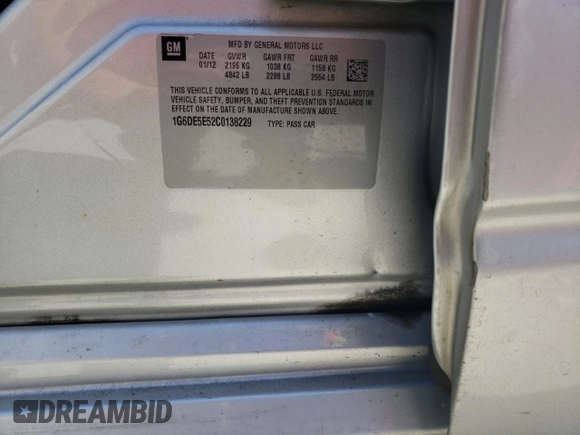 GM
MFD BY GENERAL MOTORS LLC
DATE GVWR GAWR FRT GAWR RR
01/12 2196 KG 1038 KG 1158 KG
4842 LB 2288 LB 2554 LB
THIS VEHICLE CONFORMS TO ALL APPLICABLE U.S. FEDERAL MOTOR
VEHICLE SAFETY, BUMPER, AND THEFT PREVENTION STANDARDS IN
EFFECT ON THE DATE OF MANUFACTURE SHOWN ABOVE.
1G6DE5E52C0138229 TYPE: PASS CAR
DREAMBID